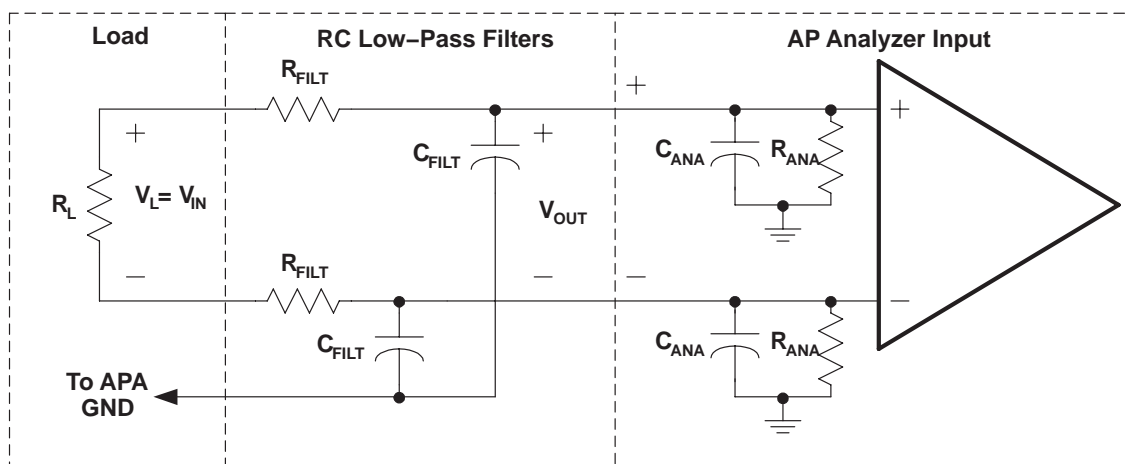 Load
RC Low–Pass Filters
AP Analyzer Input
R_FILT
+
+
+
+
C_FILT
C_ANA
R_ANA
R_L
V_L= V_IN
V_OUT
−
R_FILT
−
−
−
C_FILT
C_ANA
R_ANA
To APA
GND